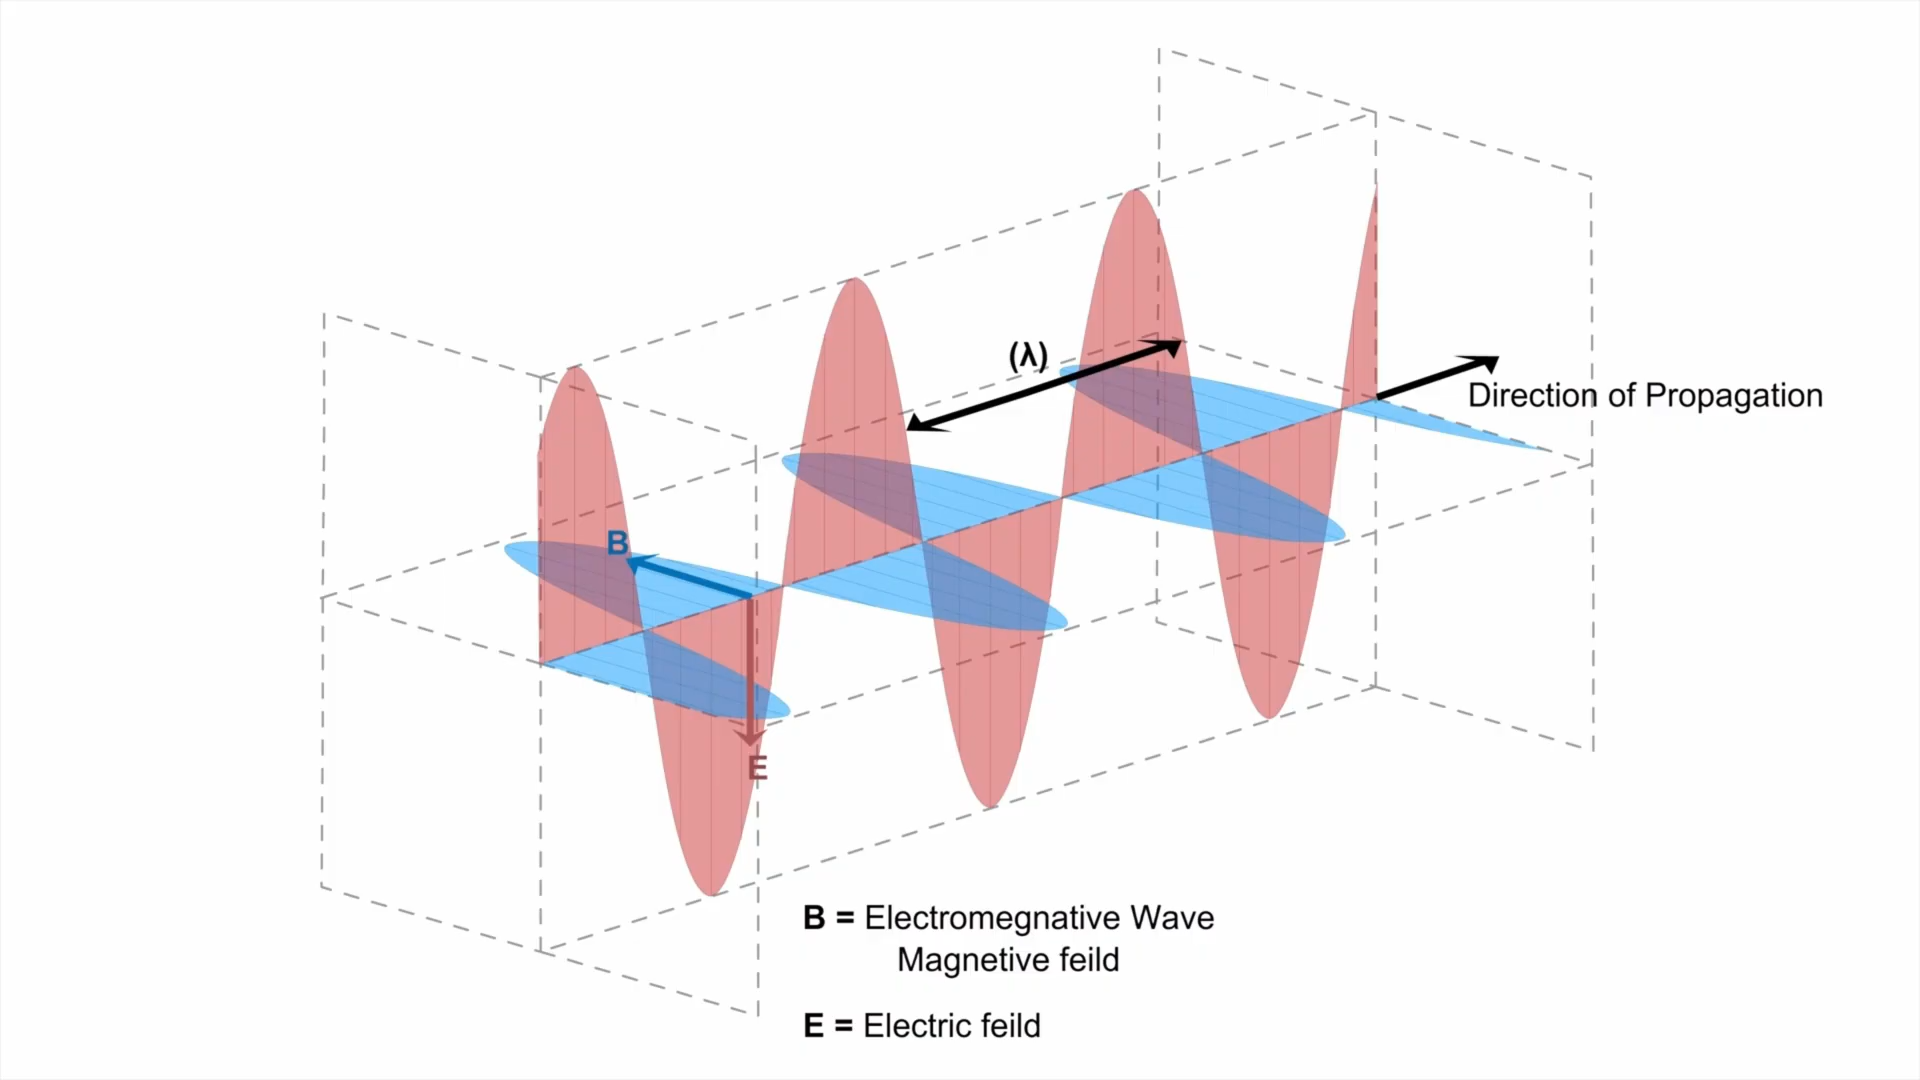 (λ)
Direction of Propagation
B
E
B = Electromegnative Wave
Magnetive feild
E = Electric feild